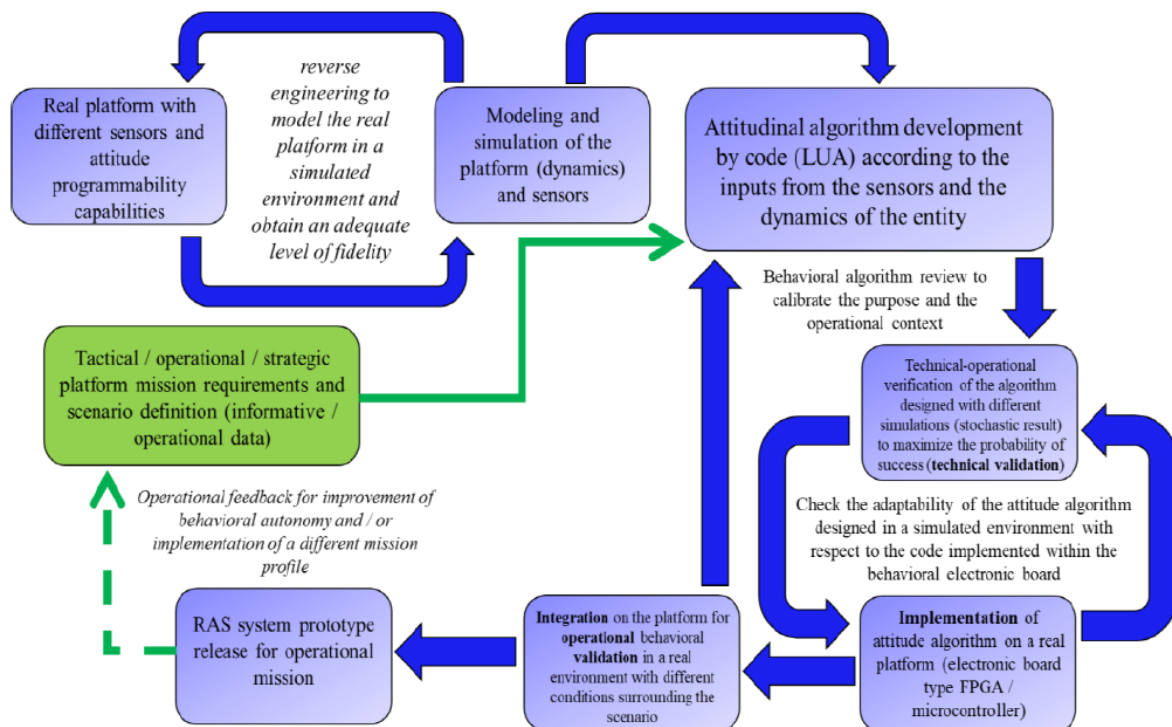 Real platform with
different sensors and
attitude
programmability
capabilities
reverse
engineering to
model the real
platform in a
simulated
environment and
obtain an adequate
level of fidelity
Modeling and
simulation of the
platform (dynamics)
and sensors
Attitudinal algorithm development
by code (LUA) according to the
inputs from the sensors and the
dynamics of the entity
Behavioral algorithm review to
calibrate the purpose and the
operational context
Tactical / operational / strategic
platform mission requirements and
scenario definition (informative /
operational data)
Technical-operational
verification of the algorithm
designed with different
simulations (stochastic result)
to maximize the probability of
success (technical validation)
Operational feedback for improvement of
behavioral autonomy and / or
implementation of a different mission
profile
Check the adaptability of the attitude algorithm
designed in a simulated environment with
respect to the code implemented within the
behavioral electronic board
RAS system prototype
release for operational
mission
Integration on the platform for
operational behavioral
validation in a real
environment with different
conditions surrounding the
scenario
Implementation of
attitude algorithm on a real
platform (electronic board
type FPGA /
microcontroller)